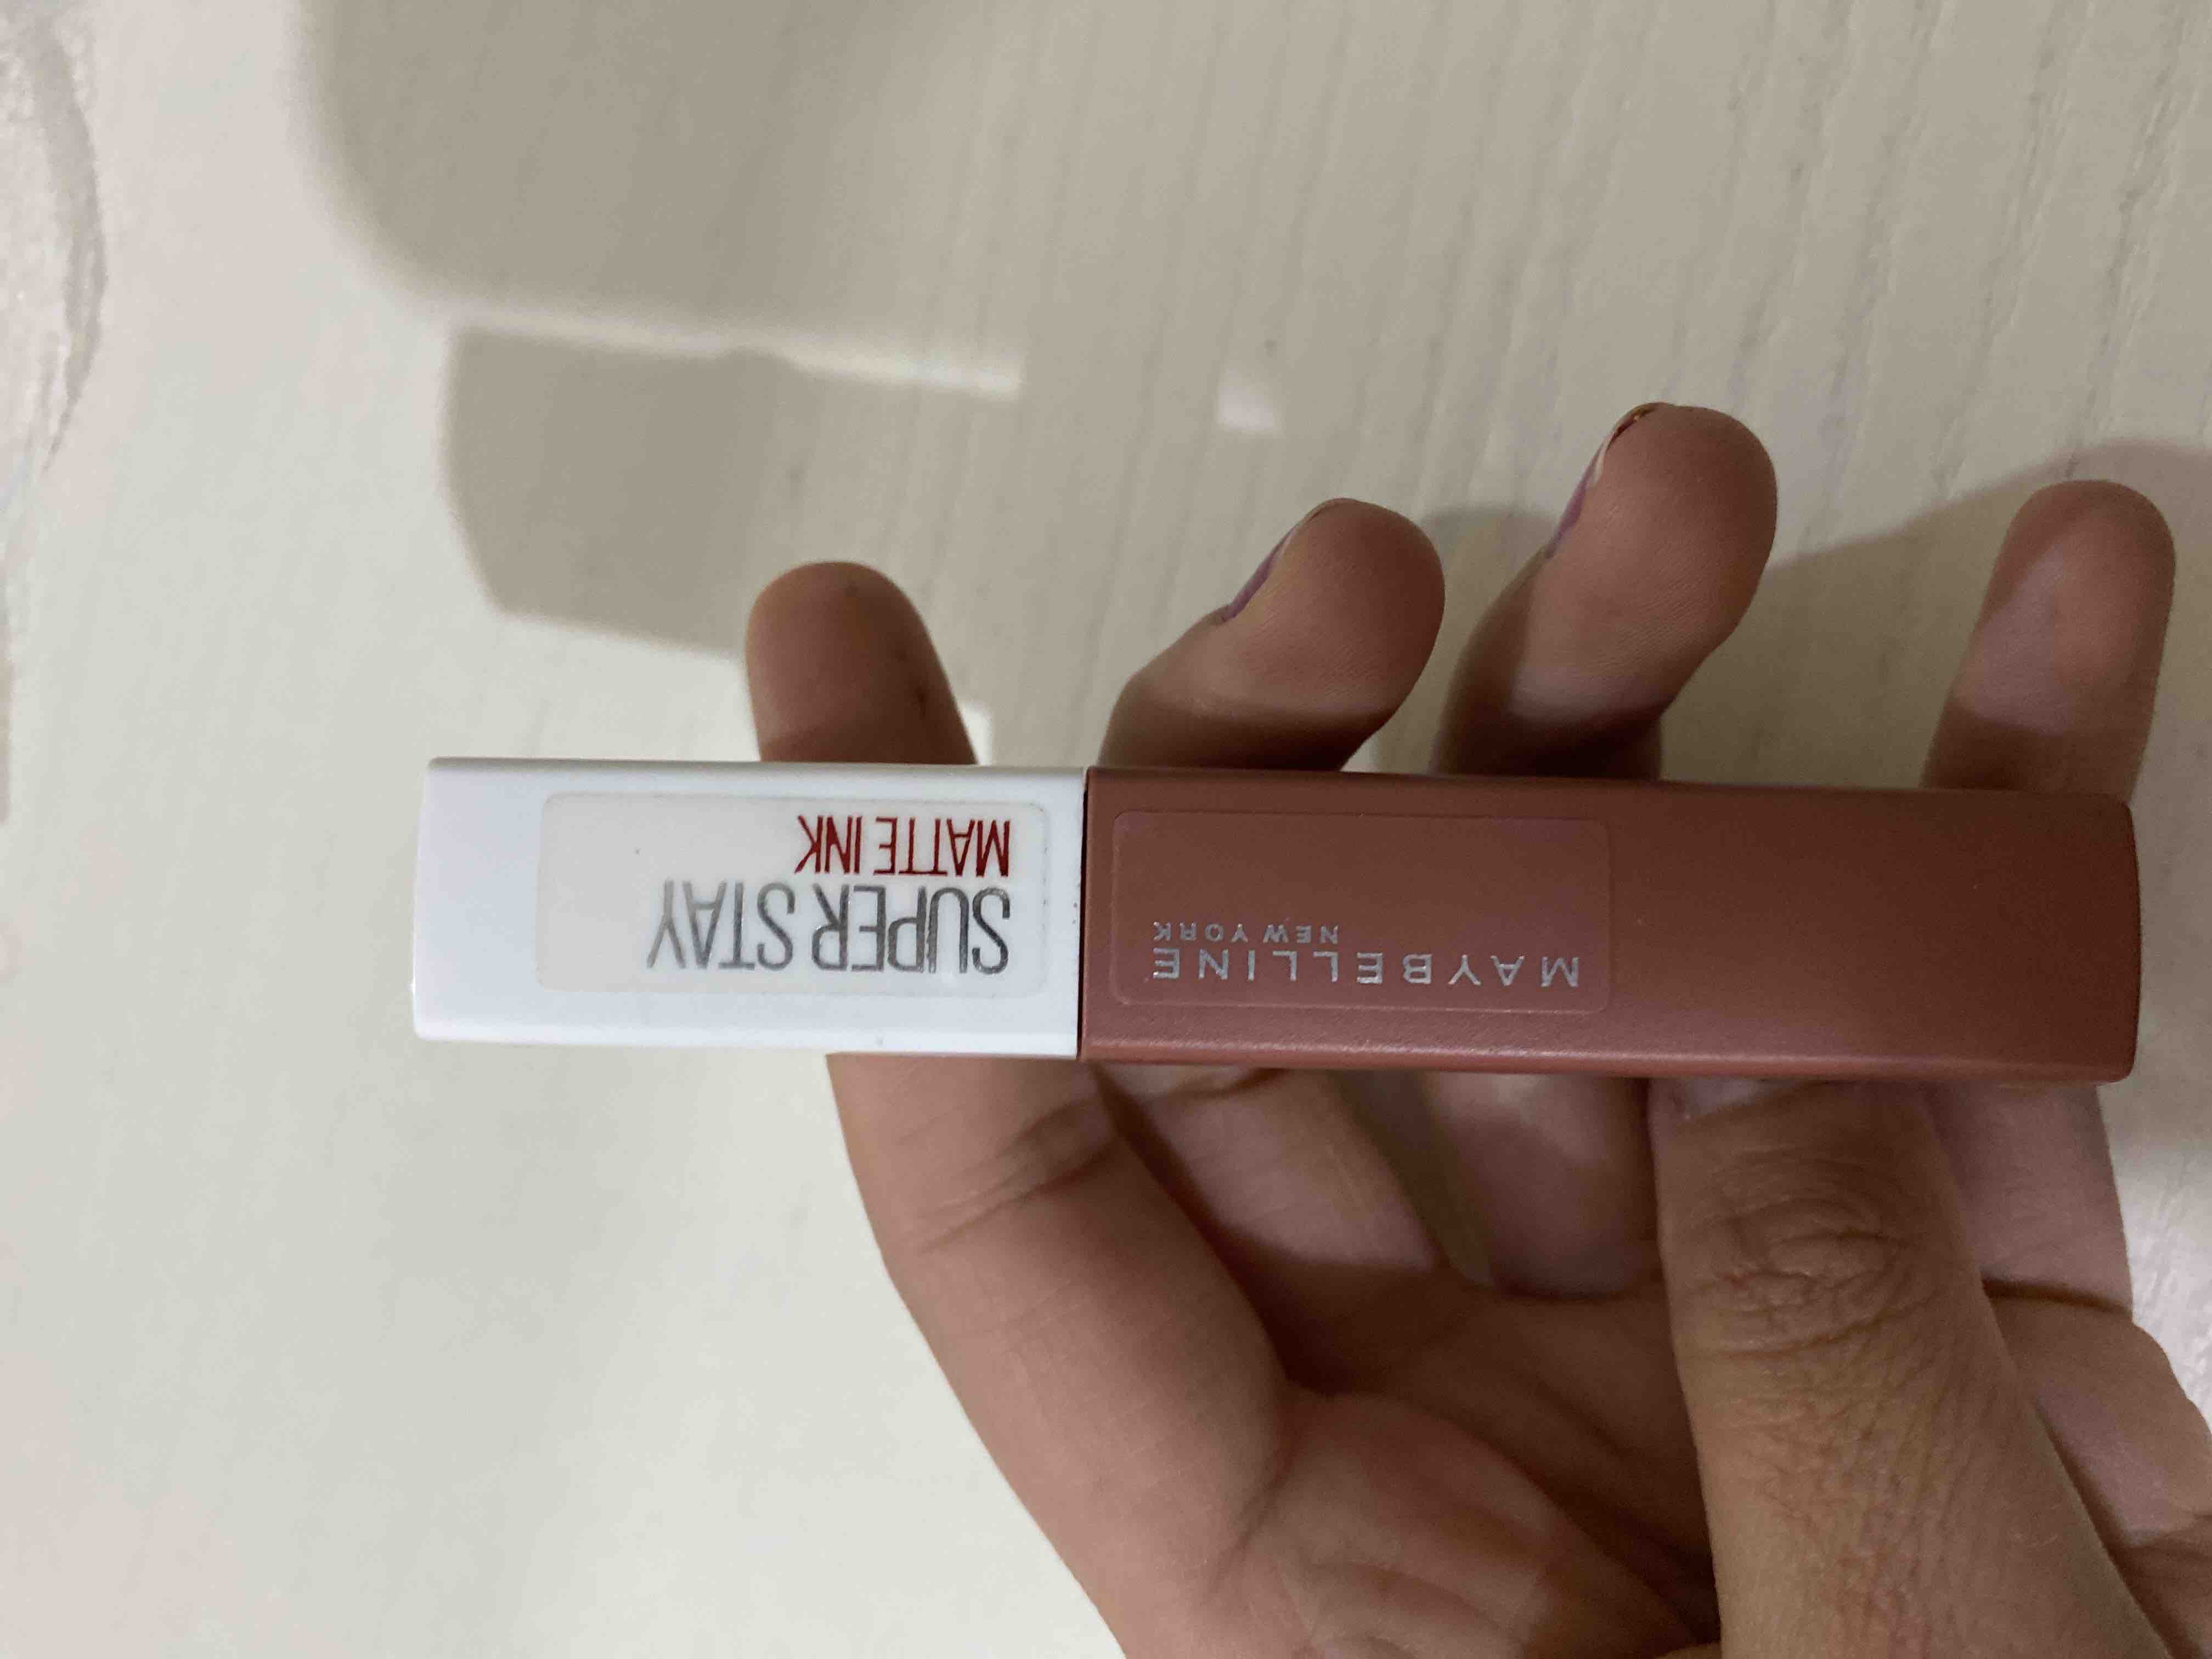 SUPER STAY
MATTE INK
MAYBELLINE
NEW YORK